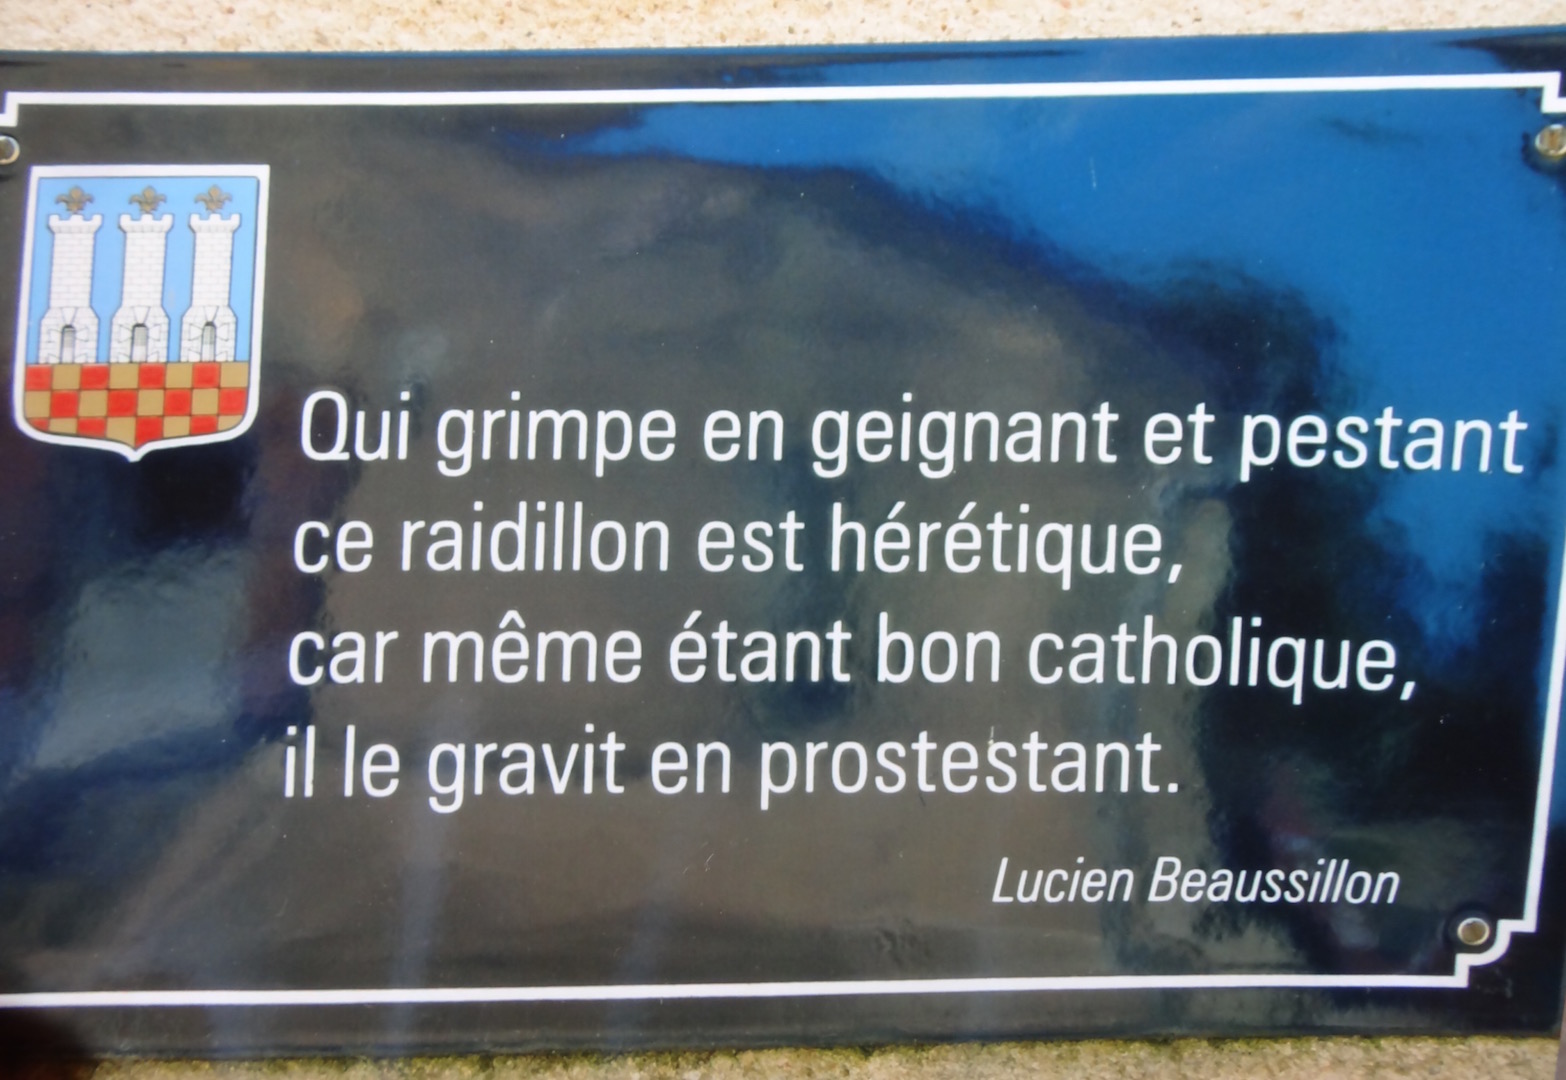 Qui grimpe en geignant et pestant
ce raidillon est hérétique,
car même étant bon catholique,
il le gravit en prostestant.
Lucien Beaussillon